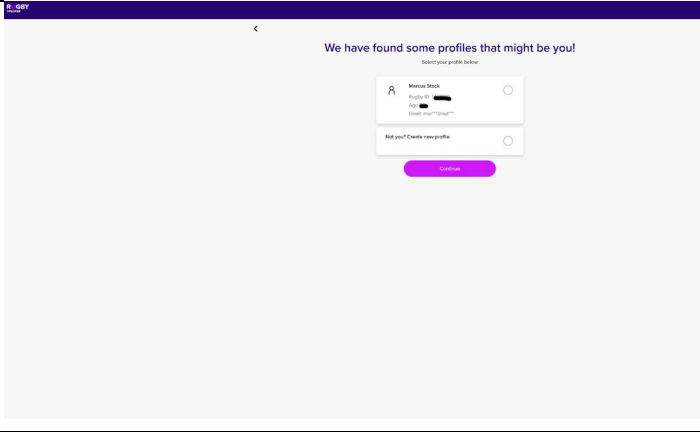 RUGBY
XPLORER
We have found some profiles that might be you!
Select your profile below
Marcus Stock
Rugby ID:
Age:
Email:
Not you? Create new profile
Continue